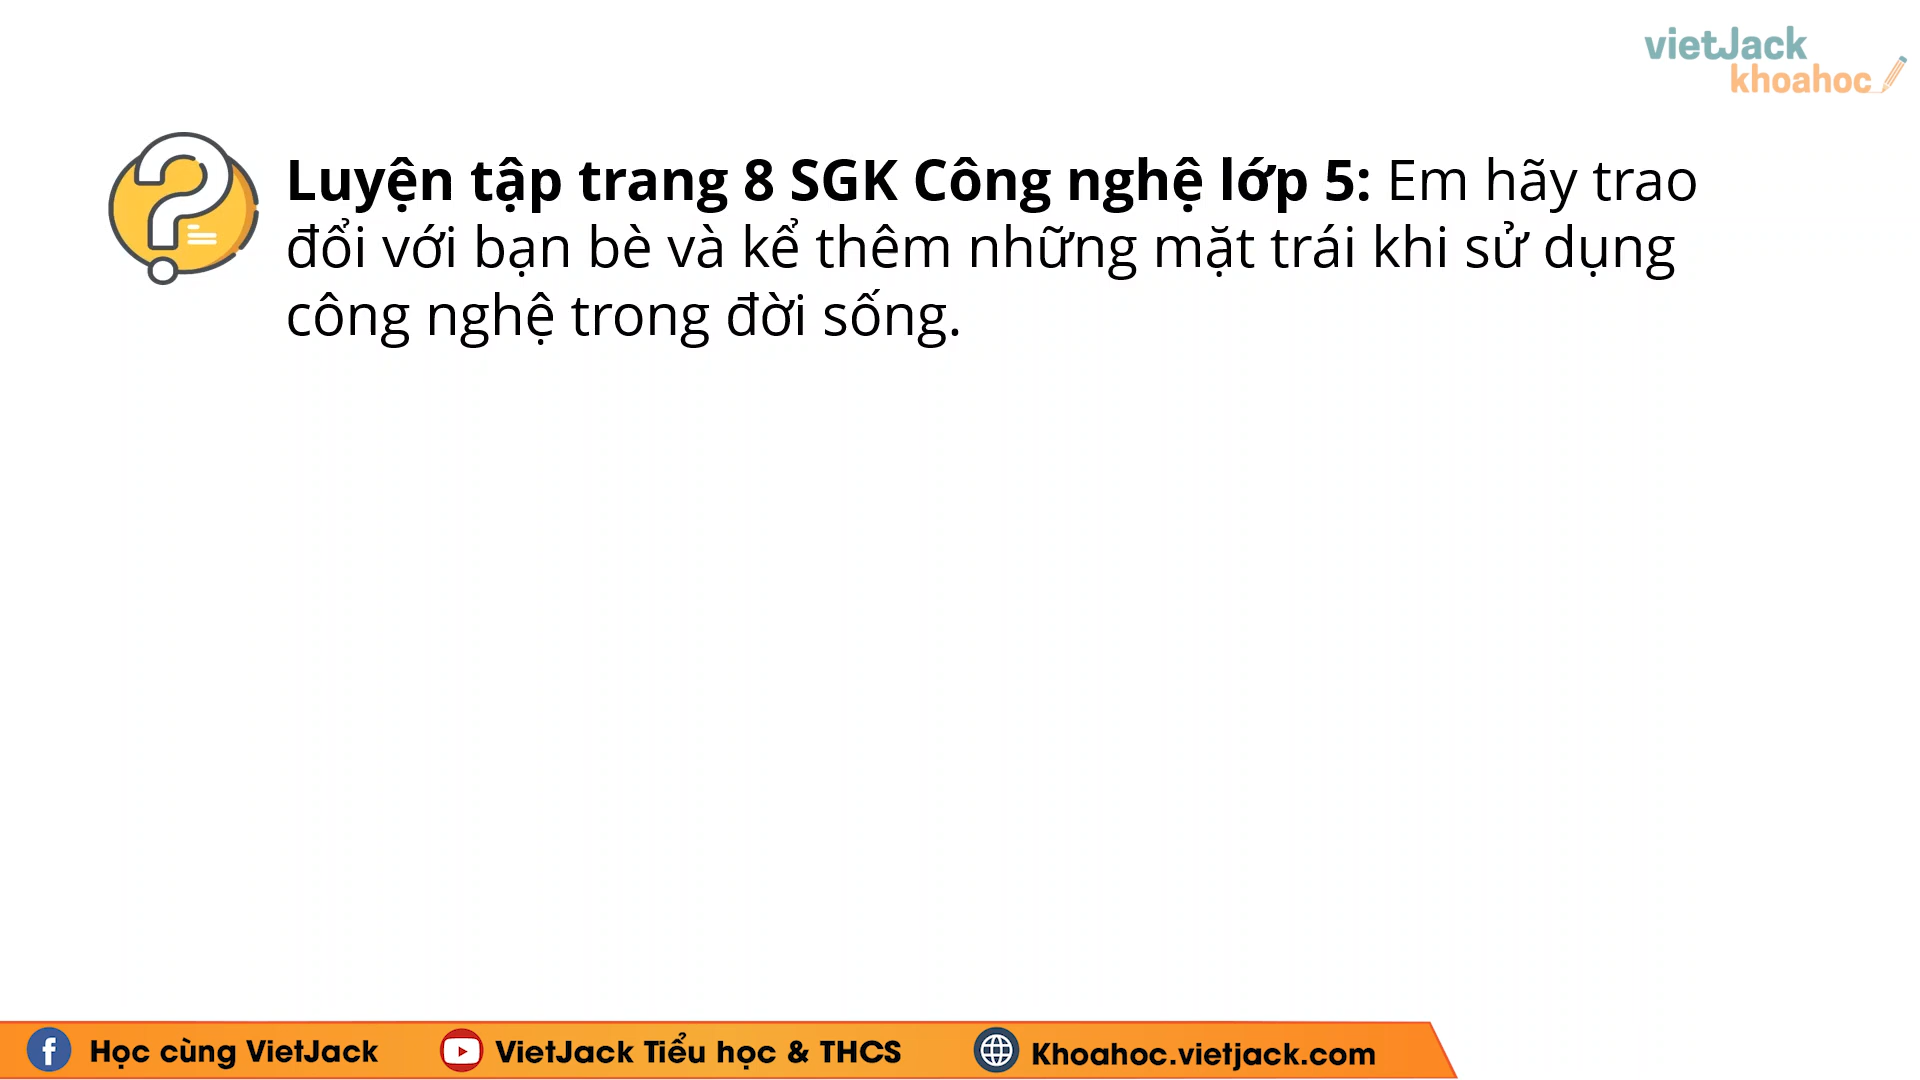 vietJack
khoahoc
Luyện tập trang 8 SGK Công nghệ lớp 5: Em hãy trao
đổi với bạn bè và kể thêm những mặt trái khi sử dụng
công nghệ trong đời sống.
Học cùng VietJack VietJack Tiểu học & THCS Khoahoc.vietjack.com